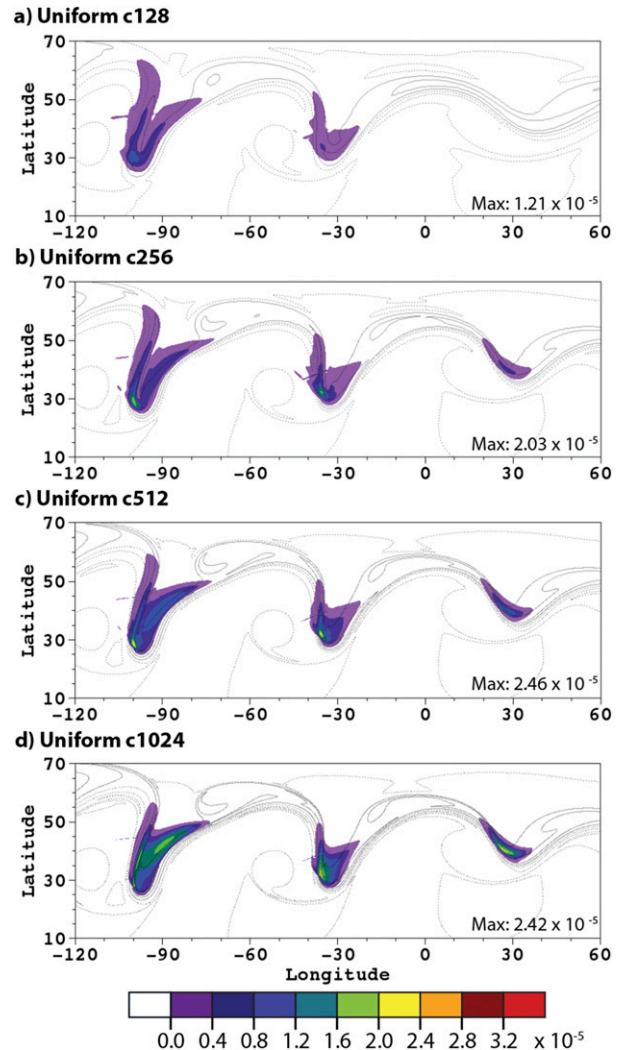 a) Uniform c128
70
50
30
10
Latitude
-120 -90 -60 -30 0 30 60
Max: 1.21 x 10 -5
b) Uniform c256
70
50
30
10
Latitude
-120 -90 -60 -30 0 30 60
Max: 2.03 x 10 -5
c) Uniform c512
70
50
30
10
Latitude
-120 -90 -60 -30 0 30 60
Max: 2.46 x 10 -5
d) Uniform c1024
70
50
30
10
Latitude
-120 -90 -60 -30 0 30 60
Max: 2.42 x 10 -5
Longitude
0.0 0.4 0.8 1.2 1.6 2.0 2.4 2.8 3.2 x 10 -5